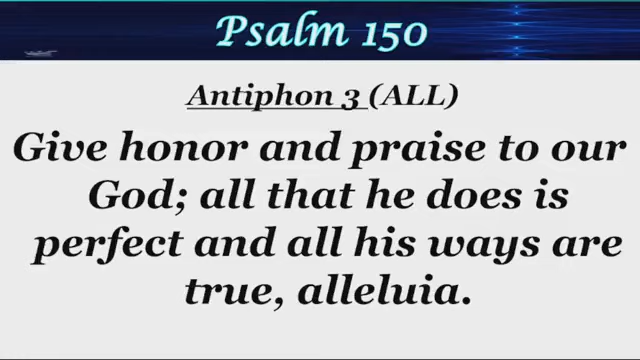 Psalm 150
Antiphon 3 (ALL)
Give honor and praise to our
God; all that he does is
perfect and all his ways are
true, alleluia.